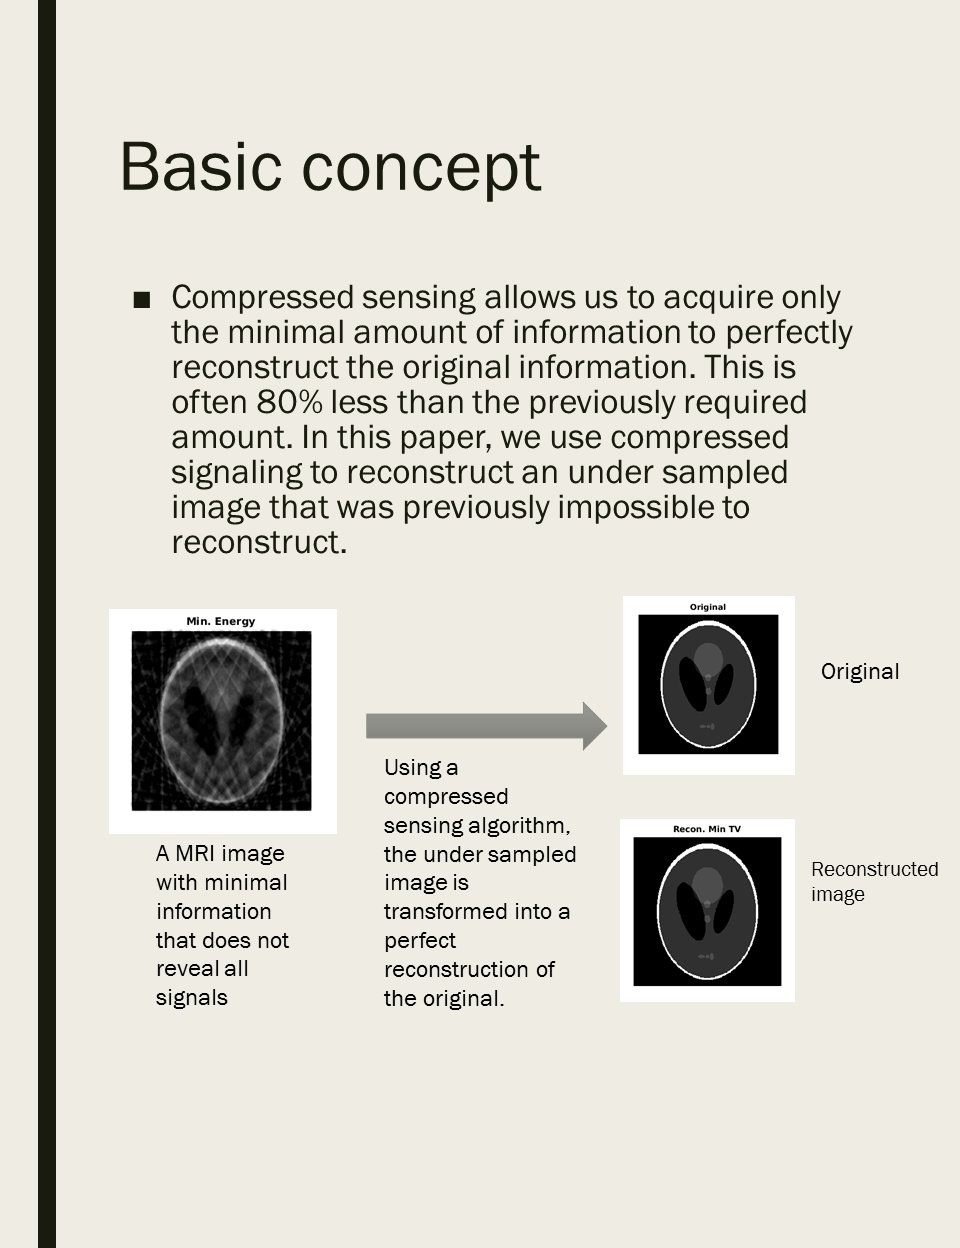 Basic concept
■ Compressed sensing allows us to acquire only
the minimal amount of information to perfectly
reconstruct the original information. This is
often 80% less than the previously required
amount. In this paper, we use compressed
signaling to reconstruct an under sampled
image that was previously impossible to
reconstruct.
Min. Energy
A MRI image
with minimal
information
that does not
reveal all
signals
Using a
compressed
sensing algorithm,
the under sampled
image is
transformed into a
perfect
reconstruction of
the original.
Original
Original
Recon. Min TV
Reconstructed
image